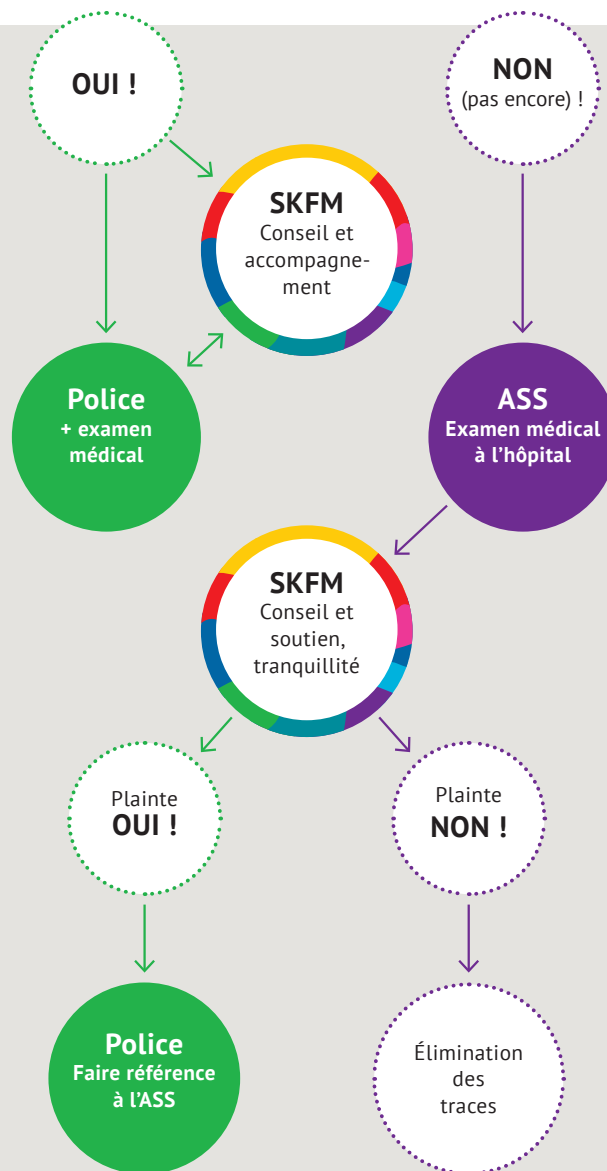 OUI !
NON
(pas encore) !
SKFM
Conseil et
accompagne-
ment
Police
+ examen
médical
ASS
Examen médical
à l’hôpital
SKFM
Conseil et
soutien,
tranquillité
Plainte
OUI !
Plainte
NON !
Police
Faire référence
à l’ASS
Élimination
des
traces